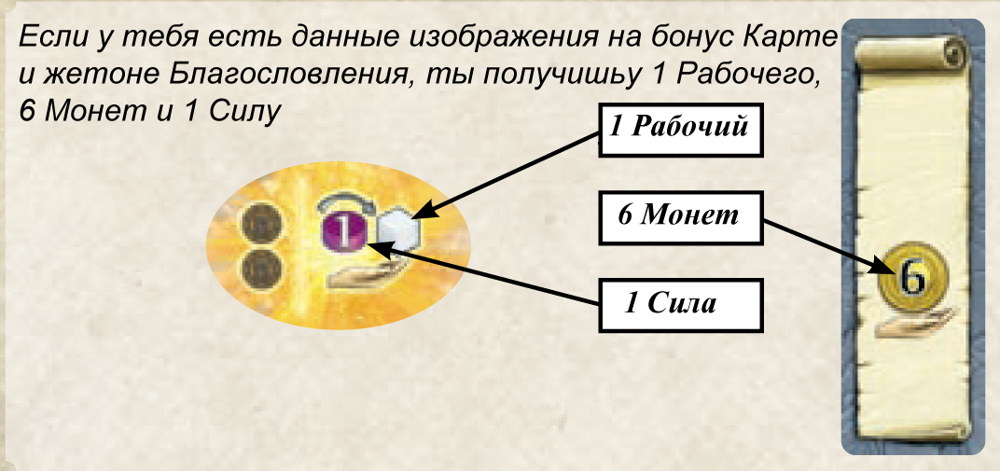 Если у тебя есть данные изображения на бонус Карте
и жетоне Благословления, ты получишьу 1 Рабочего,
6 Монет и 1 Силу
1 Рабочий
6 Монет
1 Сила
1
6